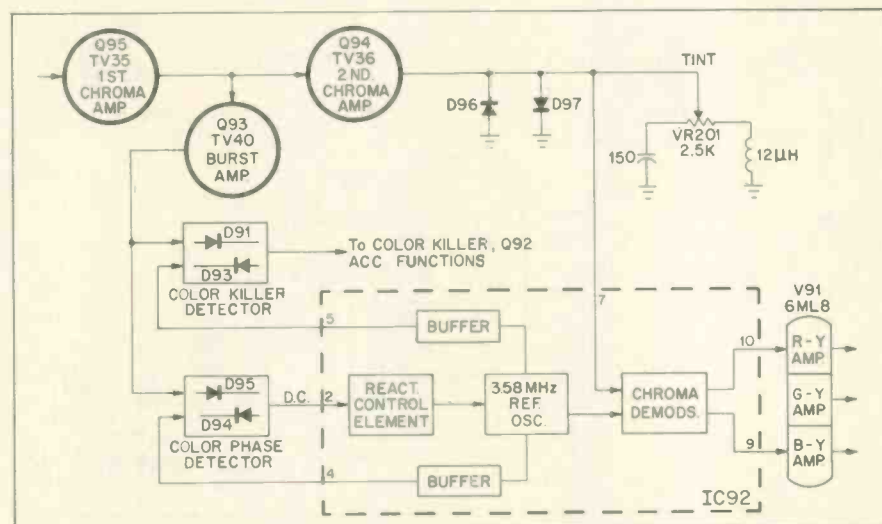 Q95
TV35
1ST.
CHROMA
AMP
Q94
TV36
2ND.
CHROMA
AMP
TINT
D96
D97
Q93
TV40
BURST
AMP.
150
VR201
2.5K
12µH
D91
D93
To COLOR KILLER, Q92
ACC FUNCTIONS
COLOR KILLER
DETECTOR
V91
6ML8
5
BUFFER
7
10
R-Y
AMP.
D95
D94
D.C.
2
REACT.
CONTROL
ELEMENT
3.58 MHz
REF.
OSC.
CHROMA
DEMODS.
G-Y
AMP
COLOR PHASE
DETECTOR
9
B-Y
AMP.
4
BUFFER
IC92